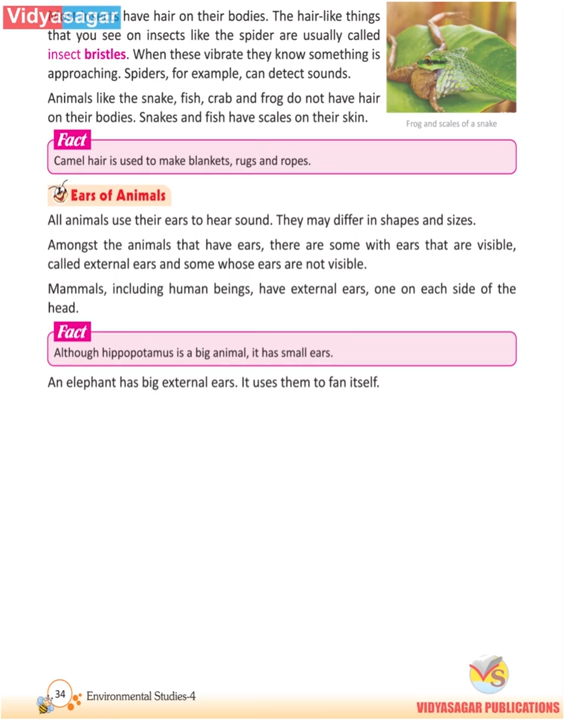 Vidyasagar
have hair on their bodies. The hair-like things
that you see on insects like the spider are usually called
insect bristles. When these vibrate they know something is
approaching. Spiders, for example, can detect sounds.
Animals like the snake, fish, crab and frog do not have hair
on their bodies. Snakes and fish have scales on their skin.
Frog and scales of a snake
Fact
Camel hair is used to make blankets, rugs and ropes.
Ears of Animals
All animals use their ears to hear sound. They may differ in shapes and sizes.
Amongst the animals that have ears, there are some with ears that are visible,
called external ears and some whose ears are not visible.
Mammals, including human beings, have external ears, one on each side of the
head.
Fact
Although hippopotamus is a big animal, it has small ears.
An elephant has big external ears. It uses them to fan itself.
34
Environmental Studies-4
VS
VIDYASAGAR PUBLICATIONS